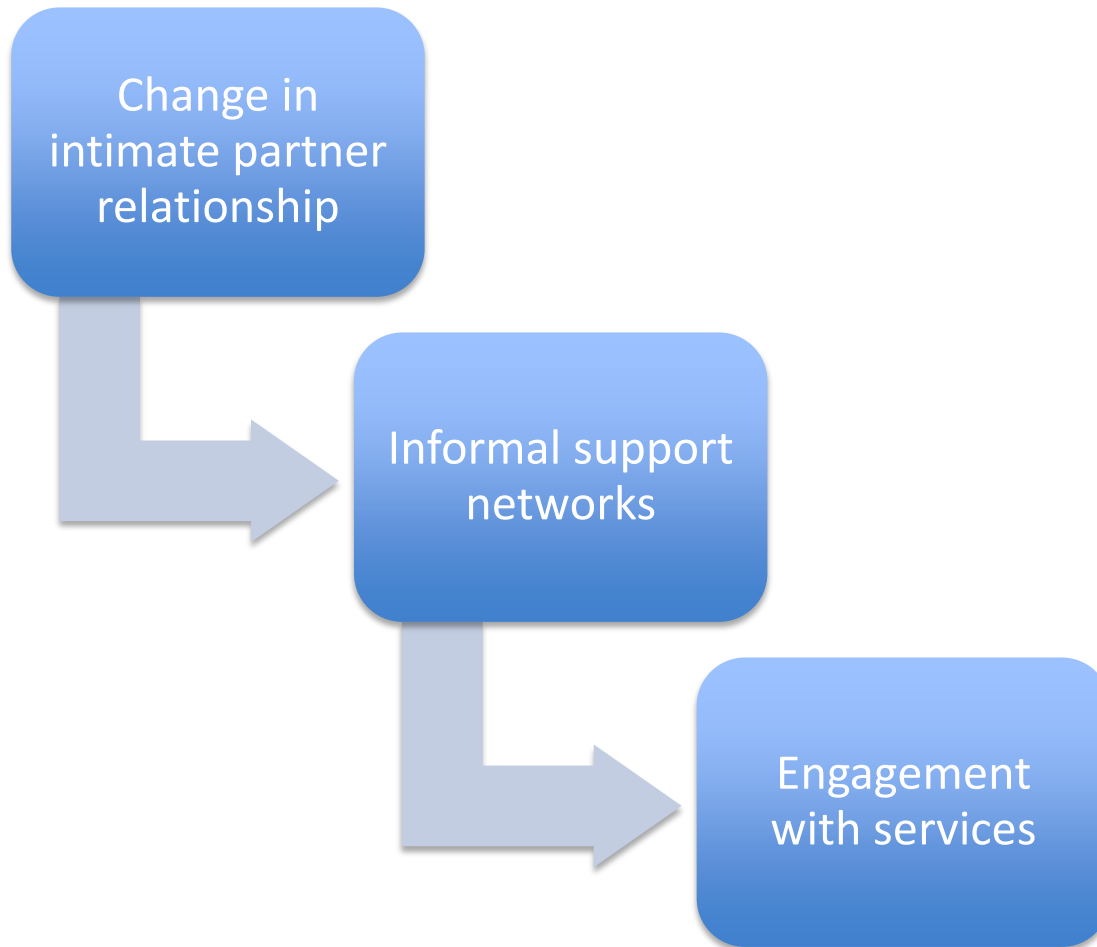 Change in
intimate partner
relationship
Informal support
networks
Engagement
with services